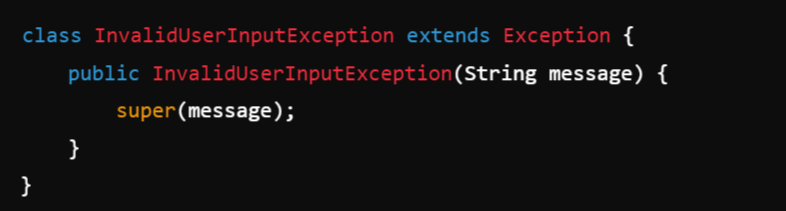 class InvalidUserInputException extends Exception {
    public InvalidUserInputException(String message) {
        super(message);
    }
}